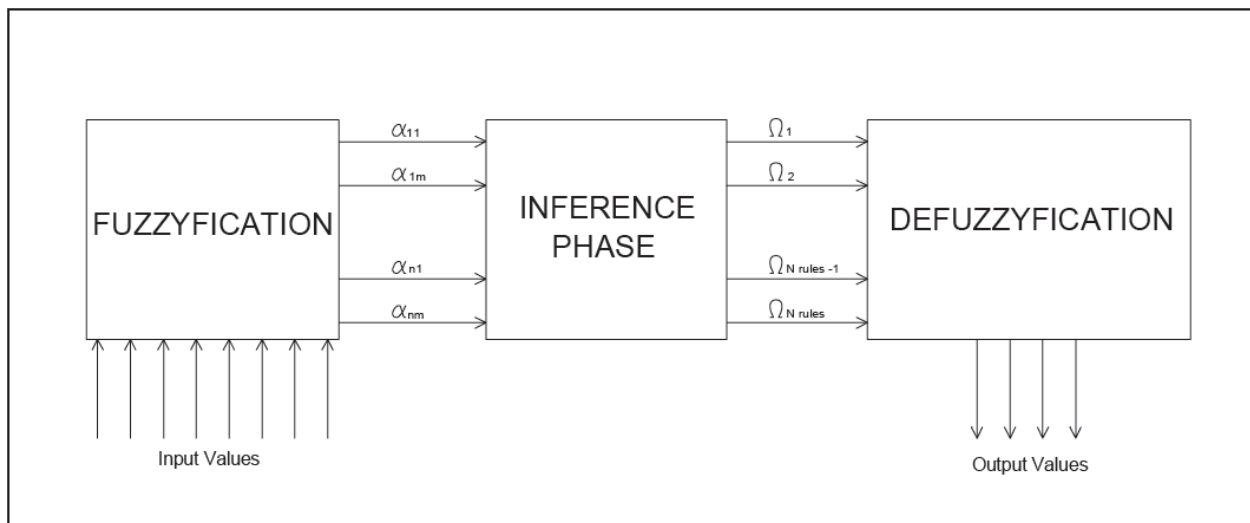 α11
α1m
αn1
αnm
Ω1
Ω2
ΩN rules -1
ΩN rules
FUZZYFICATION
INFERENCE
PHASE
DEFUZZYFICATION
Input Values
Output Values